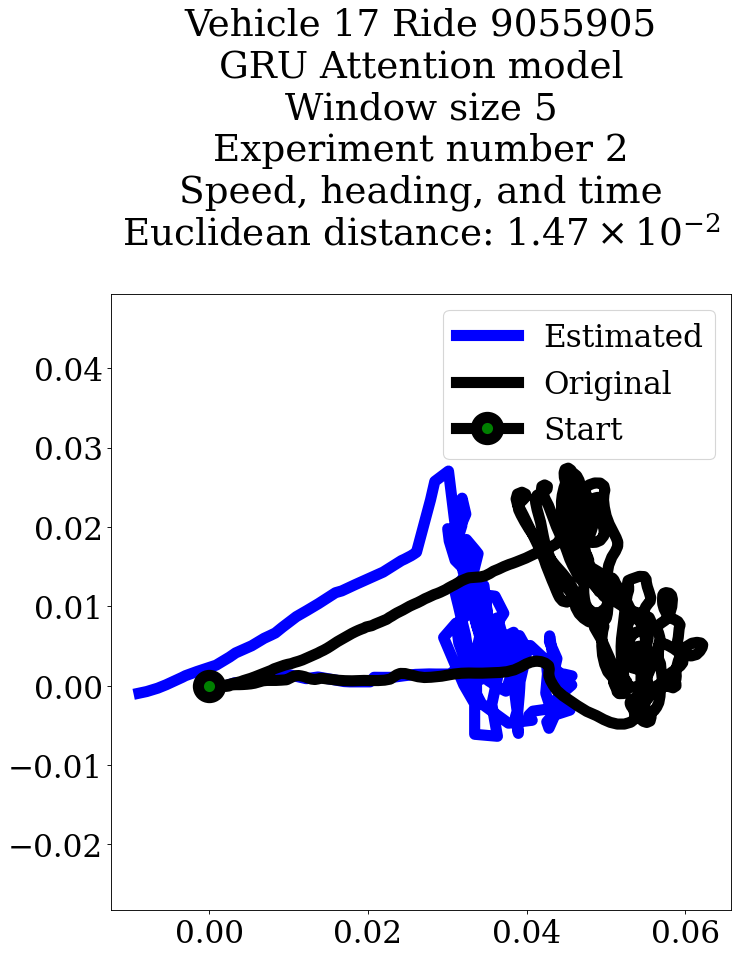 Vehicle 17 Ride 9055905
GRU Attention model
Window size 5
Experiment number 2
Speed, heading, and time
Euclidean distance: 1.47 × 10⁻²
Estimated
Original
Start
0.04
0.03
0.02
0.01
0.00
−0.01
−0.02
0.00 0.02 0.04 0.06